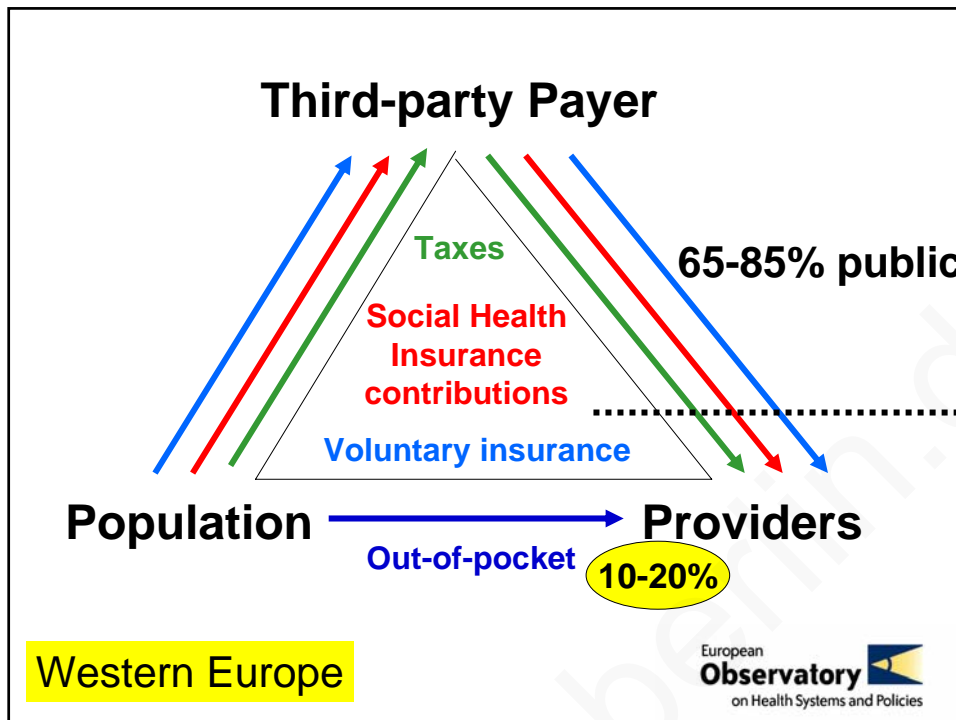 Third-party Payer
Taxes
65-85% public
Social Health
Insurance
contributions
Voluntary insurance
Population
Providers
Out-of-pocket
10-20%
Western Europe
European
Observatory
on Health Systems and Policies
berlin.d